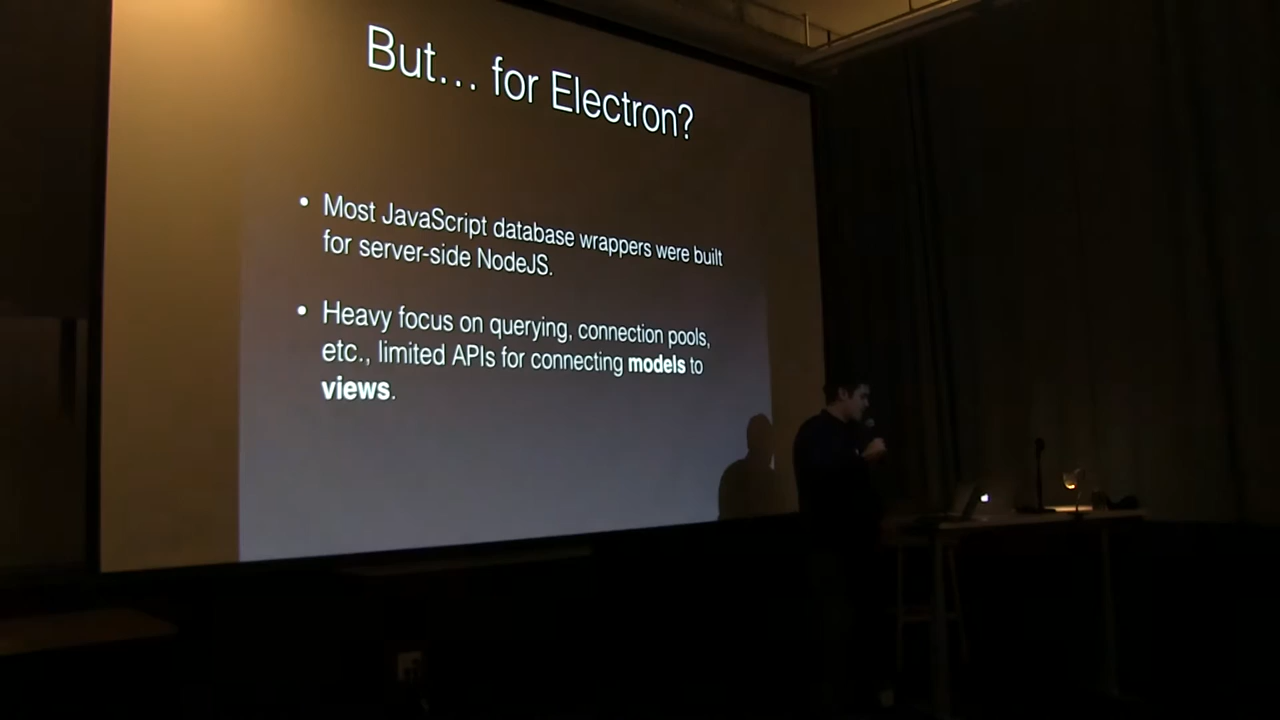 But... for Electron?
• Most JavaScript database wrappers were built
for server-side NodeJS.
• Heavy focus on querying, connection pools,
etc., limited APIs for connecting models to
views.